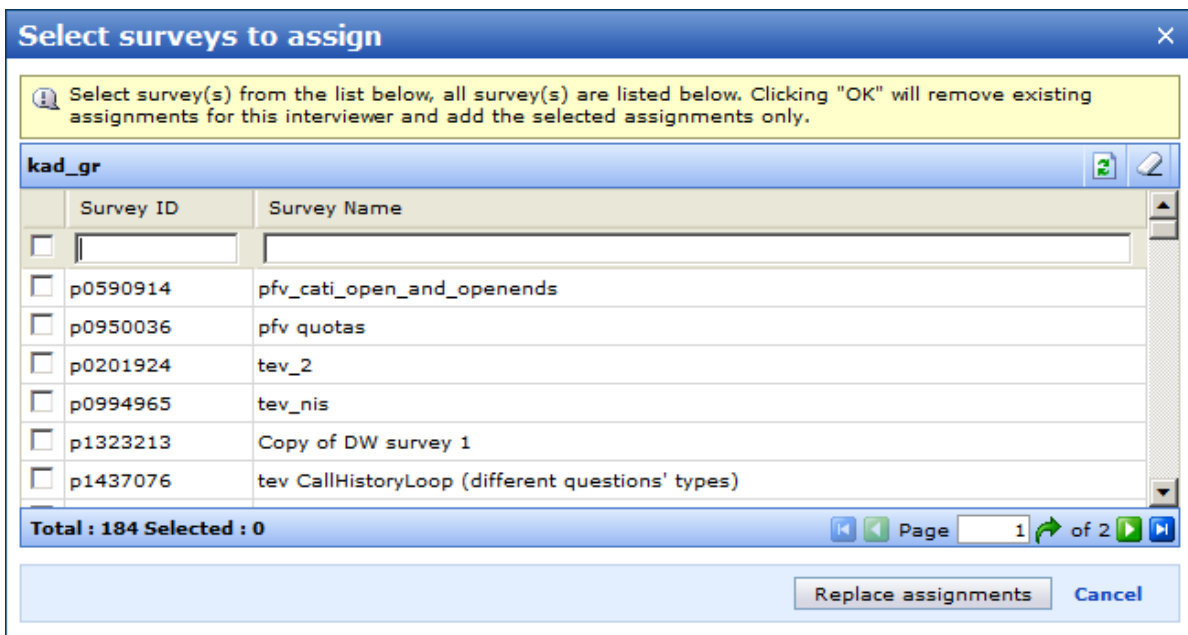 Select surveys to assign
Select survey(s) from the list below, all survey(s) are listed below. Clicking "OK" will remove existing
assignments for this interviewer and add the selected assignments only.
kad_gr
Survey ID Survey Name
p0590914 pfv_cati_open_and_openends
p0950036 pfv quotas
p0201924 tev_2
p0994965 tev_nis
p1323213 Copy of DW survey 1
p1437076 tev CallHistoryLoop (different questions' types)
Total : 184 Selected : 0 Page 1 of 2
Replace assignments Cancel